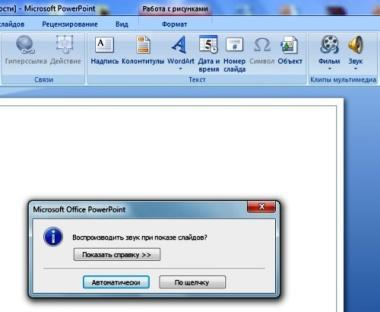 ости] - Microsoft PowerPoint
Работа с рисунками
слайдов Рецензирование Вид Формат
Гиперссылка Действие Надпись Колонтитулы WordArt Дата и время Номер слайда Символ Объект Фильм Звук
Связи Текст Клипы мультимедиа
Microsoft Office PowerPoint
Воспроизводить звук при показе слайдов?
Показать справку >>
Автоматически По щелчку